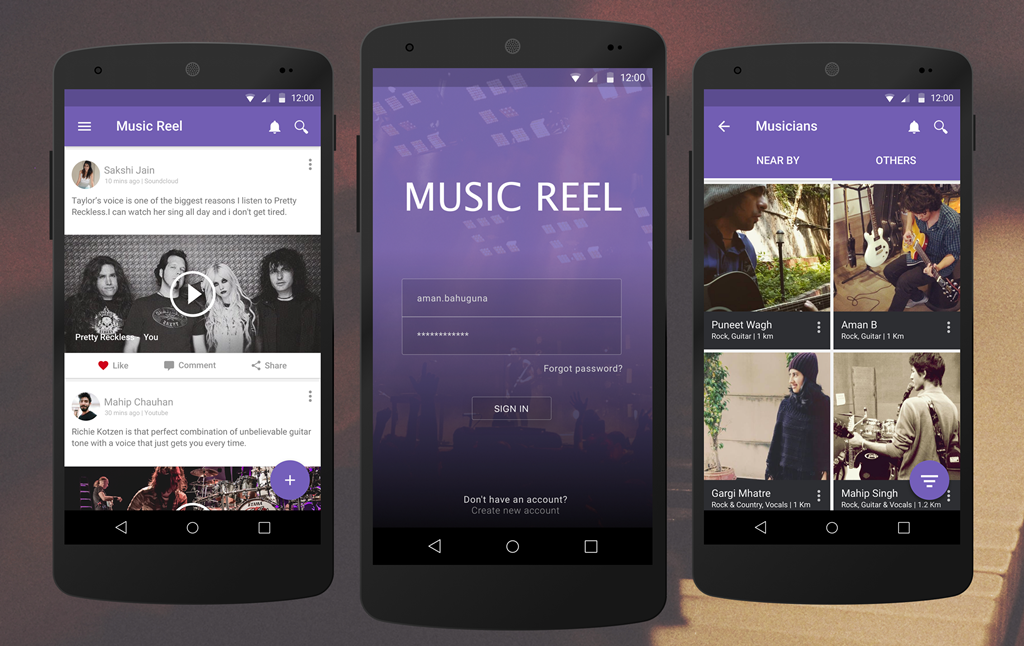 12:00
Music Reel
Sakshi Jain
10 mins ago | Soundcloud
Taylor's voice is one of the biggest reasons I listen to Pretty
Reckless.I can watch her sing all day and i don't get tired.
Pretty Reckless - You
Like
Comment
Share
Mahip Chauhan
30 mins ago | Youtube
Richie Kotzen is that perfect combination of unbelievable guitar
tone with a voice that just gets you every time.
+
12:00
MUSIC REEL
aman.bahuguna
************
Forgot password?
SIGN IN
Don't have an account?
Create new account
12:00
Musicians
NEAR BY
OTHERS
Puneet Wagh
Rock, Guitar | 1 km
Aman B
Rock, Guitar | 1 Km
Gargi Mhatre
Rock & Country, Vocals | 1 Km
Mahip Singh
Rock, Guitar & Vocals | 1.2 Km